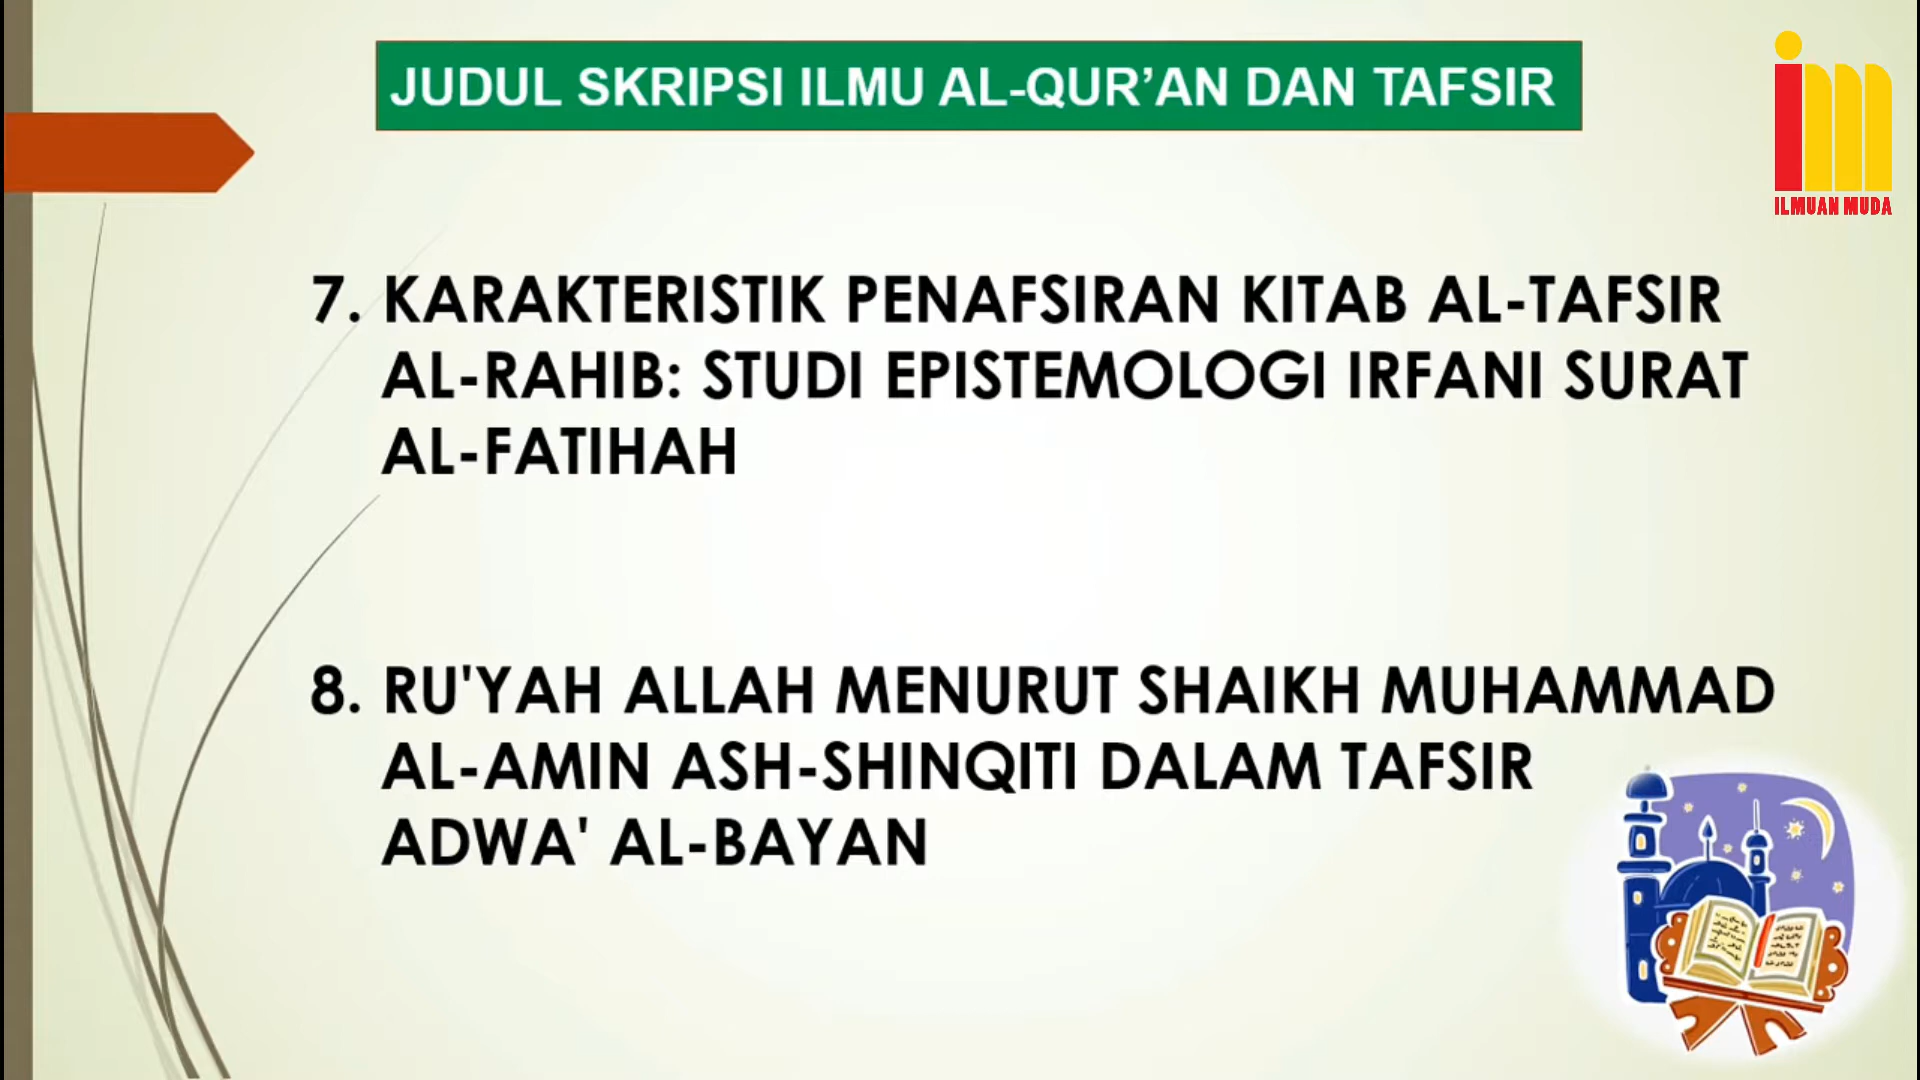 JUDUL SKRIPSI ILMU AL-QUR’AN DAN TAFSIR
ILMUAN MUDA
7. KARAKTERISTIK PENAFSIRAN KITAB AL-TAFSIR
AL-RAHIB: STUDI EPISTEMOLOGI IRFANI SURAT
AL-FATIHAH
8. RU'YAH ALLAH MENURUT SHAIKH MUHAMMAD
AL-AMIN ASH-SHINQITI DALAM TAFSIR
ADWA' AL-BAYAN